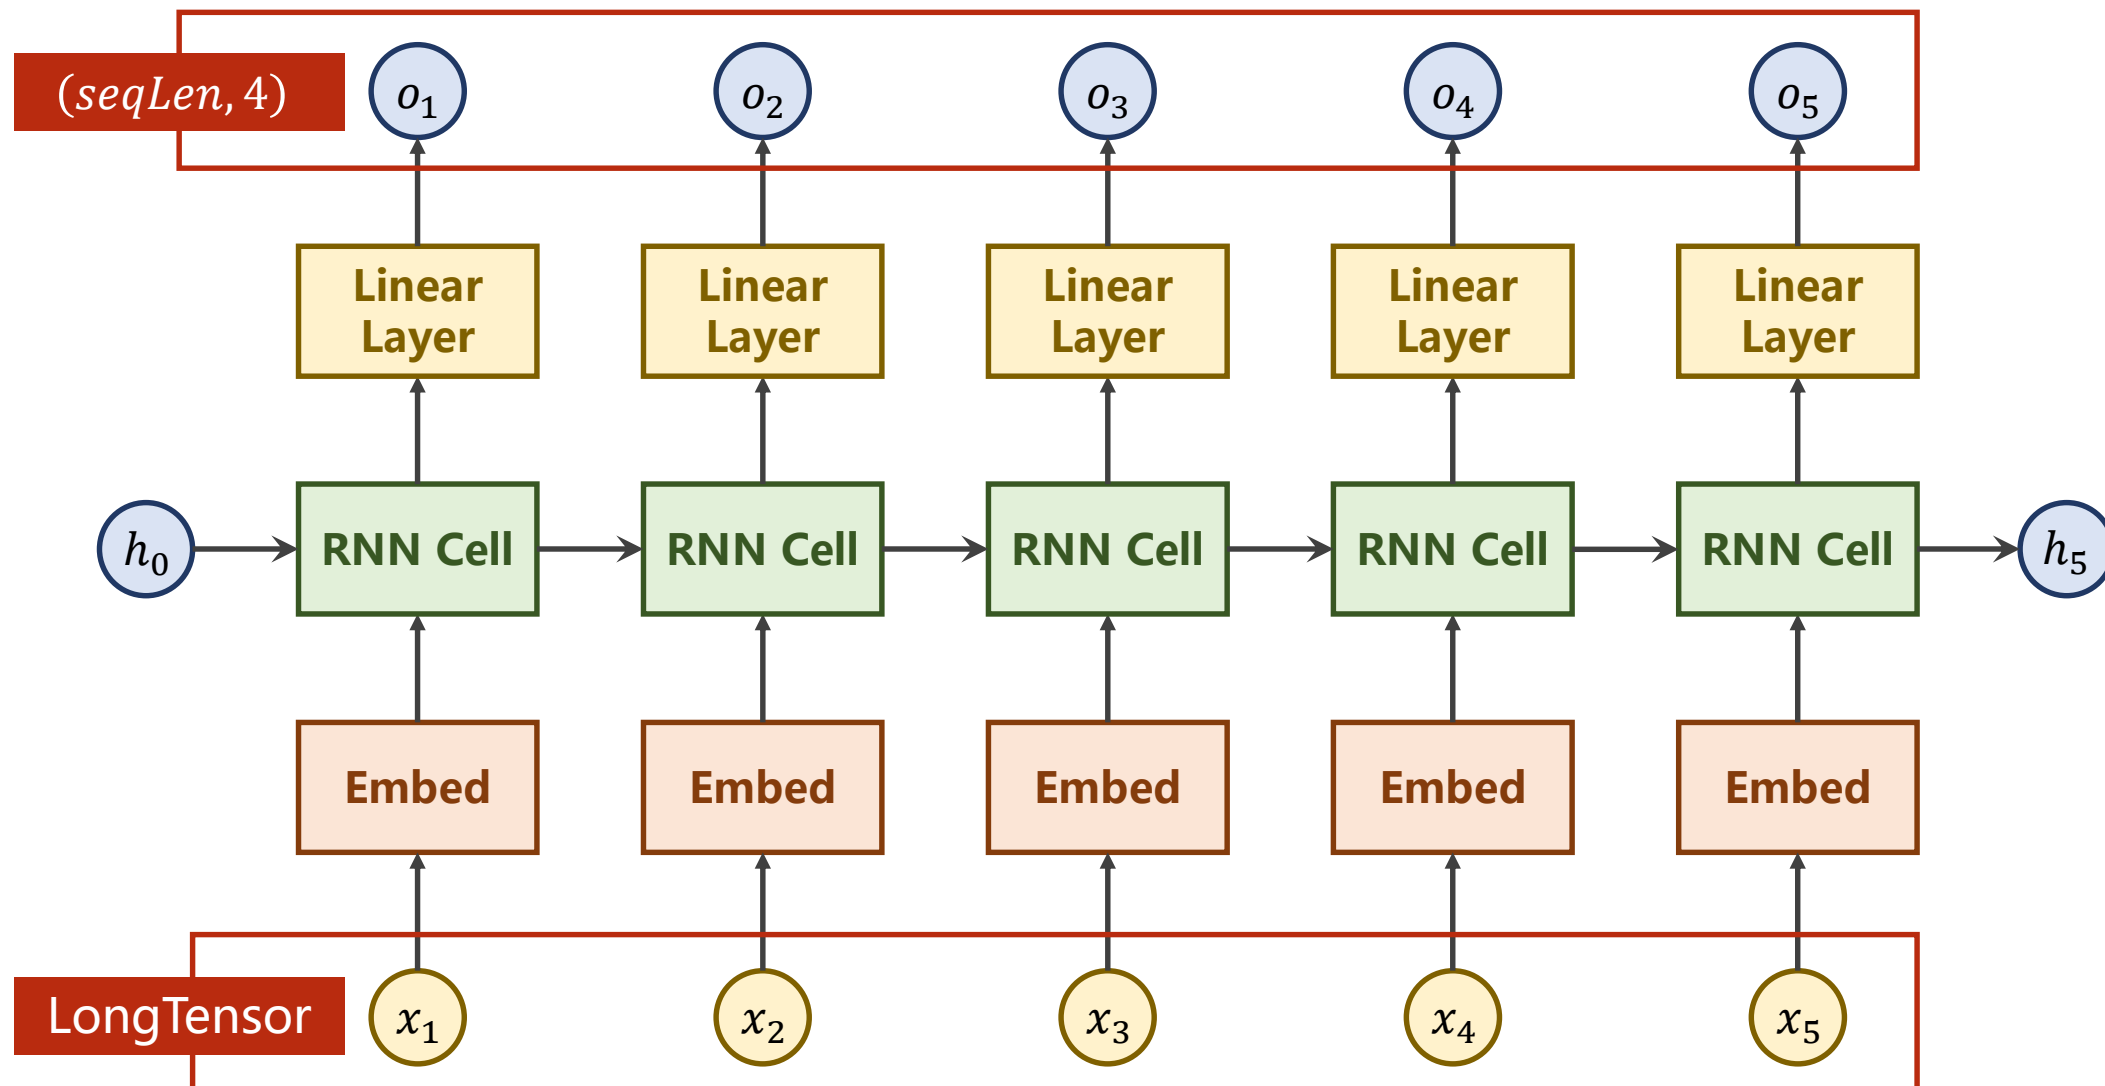 (seqLen, 4)
o₁ o₂ o₃ o₄ o₅
Linear Linear Linear Linear Linear
Layer Layer Layer Layer Layer
h₀ RNN Cell RNN Cell RNN Cell RNN Cell RNN Cell h₅
Embed Embed Embed Embed Embed
LongTensor
x₁ x₂ x₃ x₄ x₅